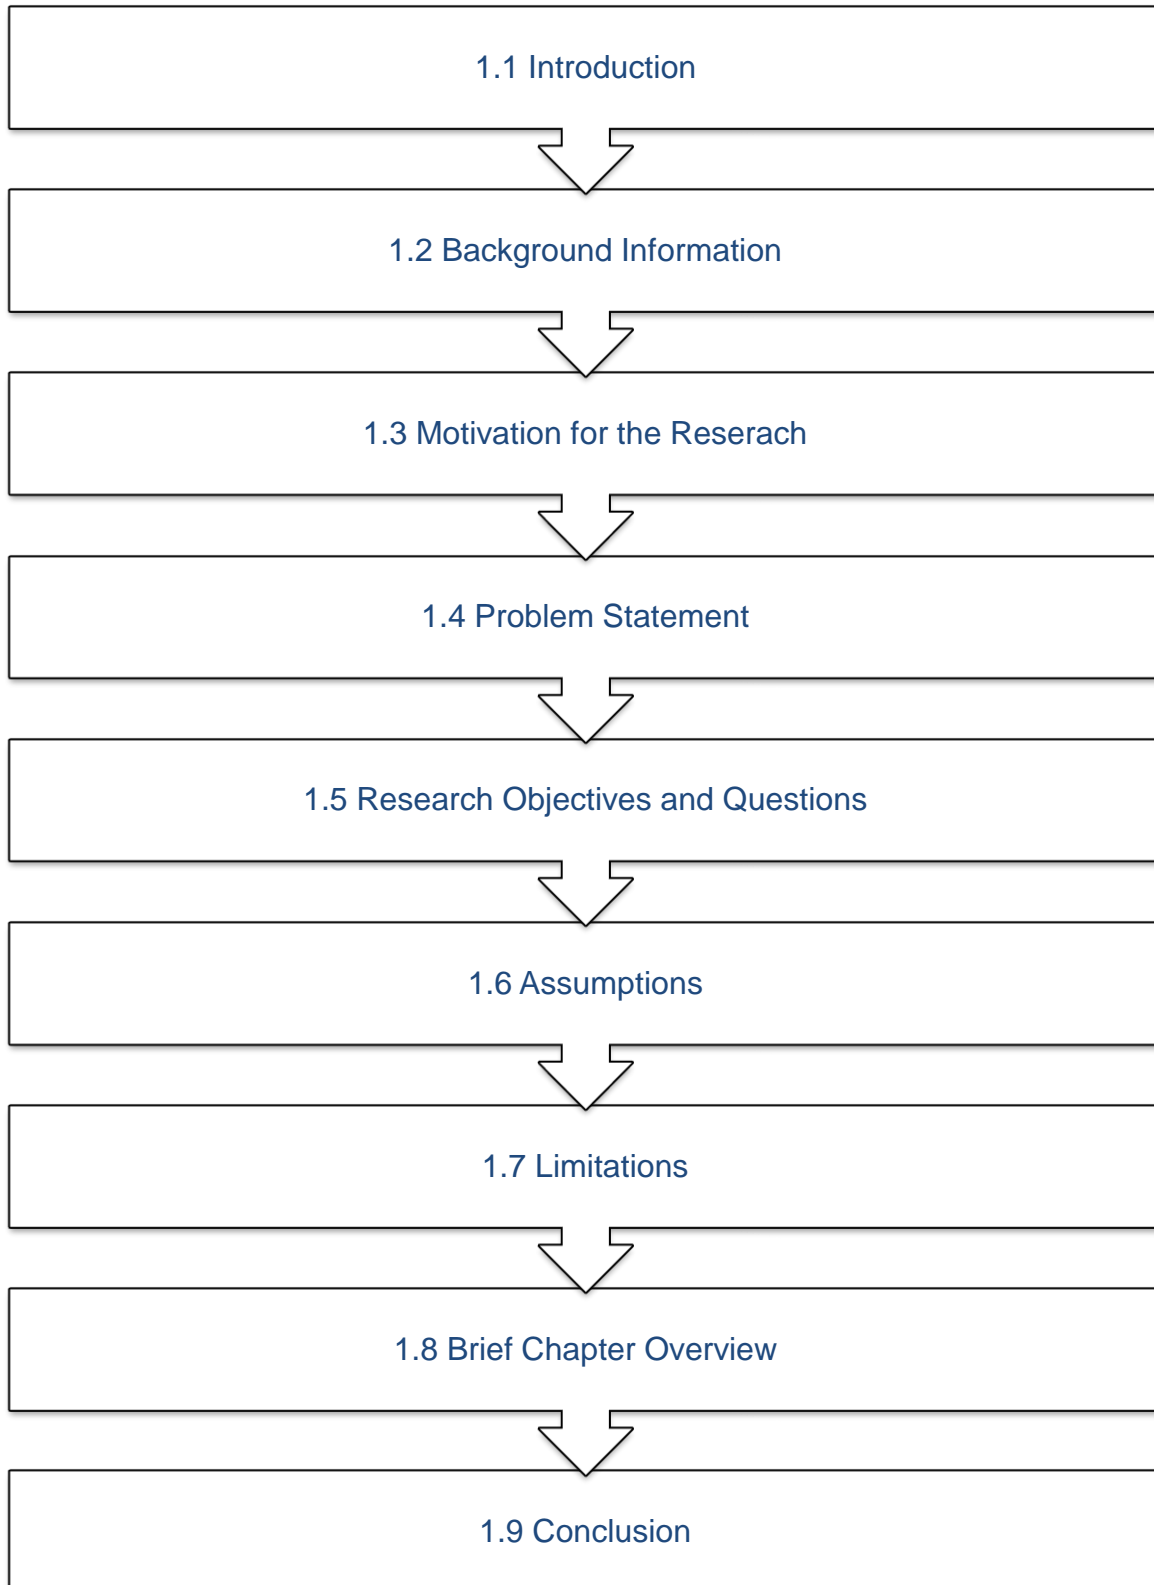 1.1 Introduction
1.2 Background Information
1.3 Motivation for the Reserach
1.4 Problem Statement
1.5 Research Objectives and Questions
1.6 Assumptions
1.7 Limitations
1.8 Brief Chapter Overview
1.9 Conclusion